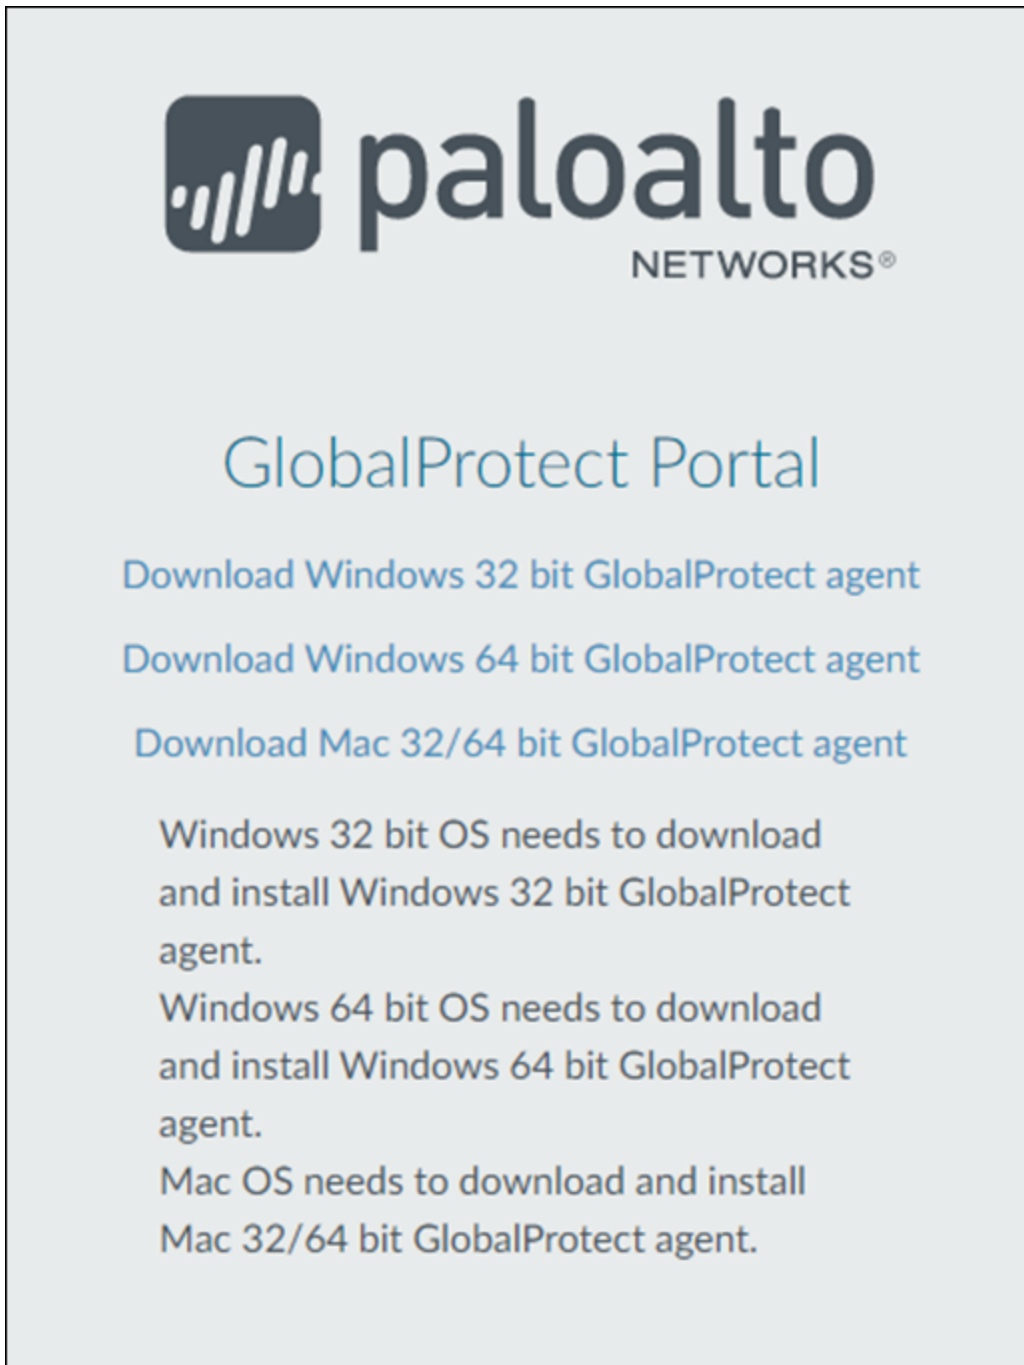 paloalto
NETWORKS®
GlobalProtect Portal
Download Windows 32 bit GlobalProtect agent
Download Windows 64 bit GlobalProtect agent
Download Mac 32/64 bit GlobalProtect agent
Windows 32 bit OS needs to download
and install Windows 32 bit GlobalProtect
agent.
Windows 64 bit OS needs to download
and install Windows 64 bit GlobalProtect
agent.
Mac OS needs to download and install
Mac 32/64 bit GlobalProtect agent.